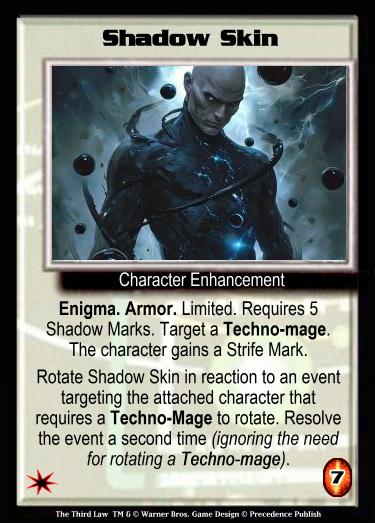 Shadow Skin
Character Enhancement
Enigma. Armor. Limited. Requires 5
Shadow Marks. Target a Techno-mage.
The character gains a Strife Mark.
Rotate Shadow Skin in reaction to an event
targeting the attached character that
requires a Techno-Mage to rotate. Resolve
the event a second time (ignoring the need
for rotating a Techno-mage).
7
The Third Law TM & © Warner Bros. Game Design © Precedence Publish